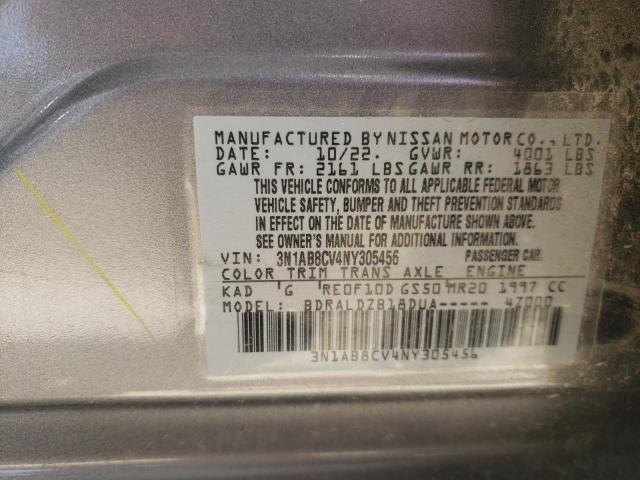 MANUFACTURED BY NISSAN MOTOR CO., LTD.
DATE: 10/22. GVWR: 4001 LBS
GAWR FR: 2161 LBS GAWR RR: 1863 LBS
THIS VEHICLE CONFORMS TO ALL APPLICABLE FEDERAL MOTOR
VEHICLE SAFETY, BUMPER AND THEFT PREVENTION STANDARDS
IN EFFECT ON THE DATE OF MANUFACTURE SHOWN ABOVE.
SEE OWNER'S MANUAL FOR ADDITIONAL INFORMATION.
VIN: 3N1AB8CV4NY305456 PASSENGER CAR
COLOR TRIM TRANS AXLE ENGINE
KAD 'G 'RE0F10D GS50 MR20 1997 CC
MODEL: BDRALDZB18DUA----- 4Z000
3N1AB8CV4NY305456